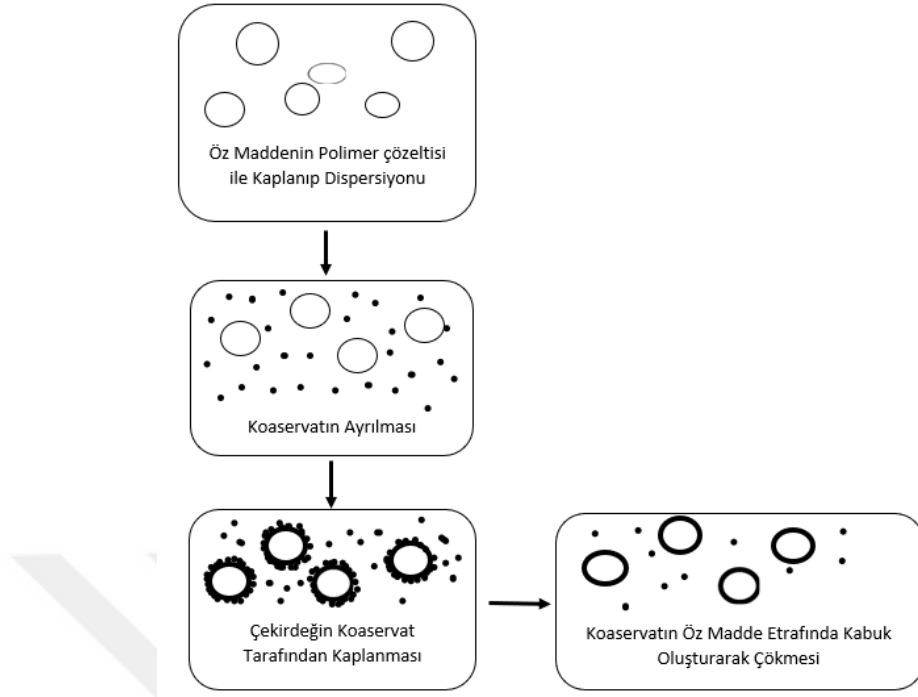 Öz Maddenin Polimer çözeltisi
ile Kaplanıp Dispersiyonu
Koaservatın Ayrılması
Çekirdeğin Koaservat
Tarafından Kaplanması
Koaservatın Öz Madde Etrafında Kabuk
Oluşturarak Çökmesi